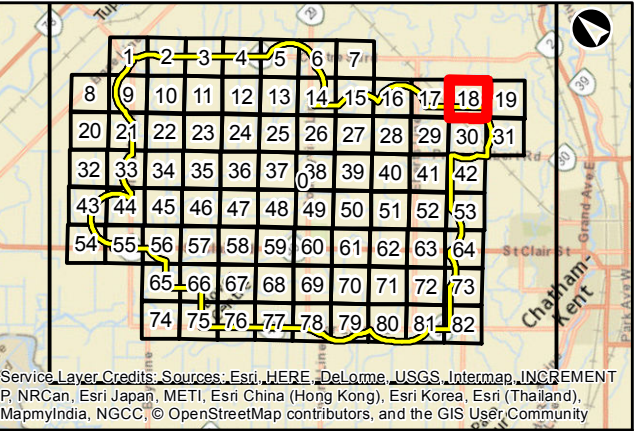 1 2 3 4 5 6 7
8 9 10 11 12 13 14 15 16 17 18 19
20 21 22 23 24 25 26 27 28 29 30 31
32 33 34 35 36 37 38 39 40 41 42
0
43 44 45 46 47 48 49 50 51 52 53
54 55 56 57 58 59 60 61 62 63 64
St Clair St
65 66 67 68 69 70 71 72 73
74 75 76 77 78 79 80 81 82
39
Grand Ave E
Chatham-
Kent
Park Ave W
Service Layer Credits: Sources: Esri, HERE, DeLorme, USGS, Intermap, INCREMENT
P, NRCan, Esri Japan, METI, Esri China (Hong Kong), Esri Korea, Esri (Thailand),
MapmyIndia, NGCC, © OpenStreetMap contributors, and the GIS User Community